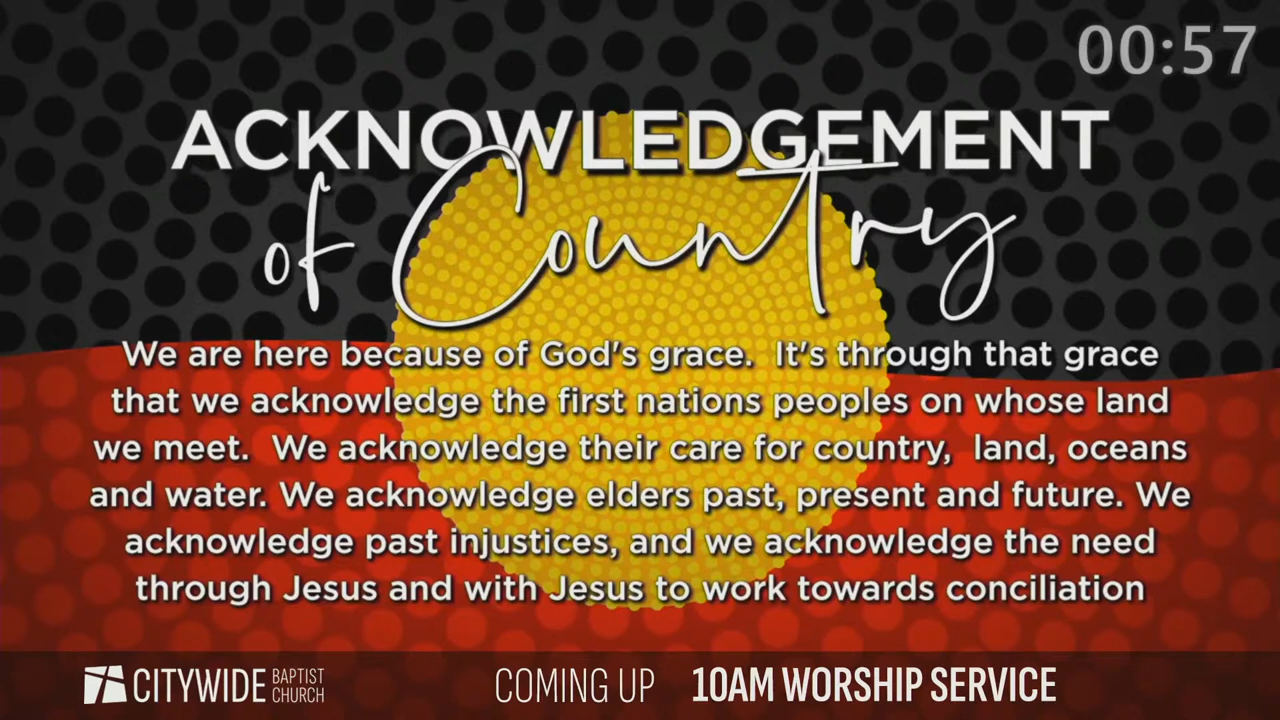 00:57
ACKNOWLEDGEMENT
of Country
We are here because of God's grace.  It's through that grace
that we acknowledge the first nations peoples on whose land
we meet.  We acknowledge their care for country,  land, oceans
and water. We acknowledge elders past, present and future. We
acknowledge past injustices, and we acknowledge the need
through Jesus and with Jesus to work towards conciliation
CITYWIDE BAPTIST CHURCH
COMING UP 10AM WORSHIP SERVICE